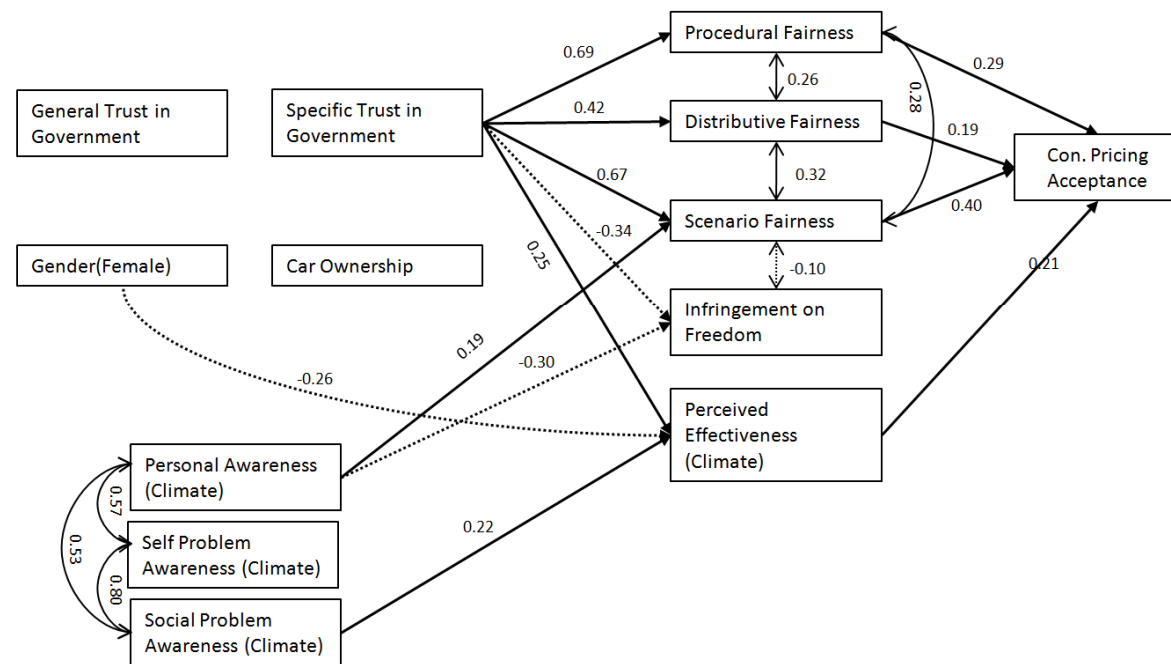 Procedural Fairness
0.69
0.29
0.26
General Trust in
Government
Specific Trust in
Government
0.42
Distributive Fairness
0.28
0.19
Con. Pricing
Acceptance
0.67
0.32
Scenario Fairness
0.40
-0.34
0.25
Gender(Female)
Car Ownership
-0.10
0.21
Infringement on
Freedom
0.19
-0.30
-0.26
Perceived
Effectiveness
(Climate)
Personal Awareness
(Climate)
0.57
0.53
0.22
Self Problem
Awareness (Climate)
0.80
Social Problem
Awareness (Climate)